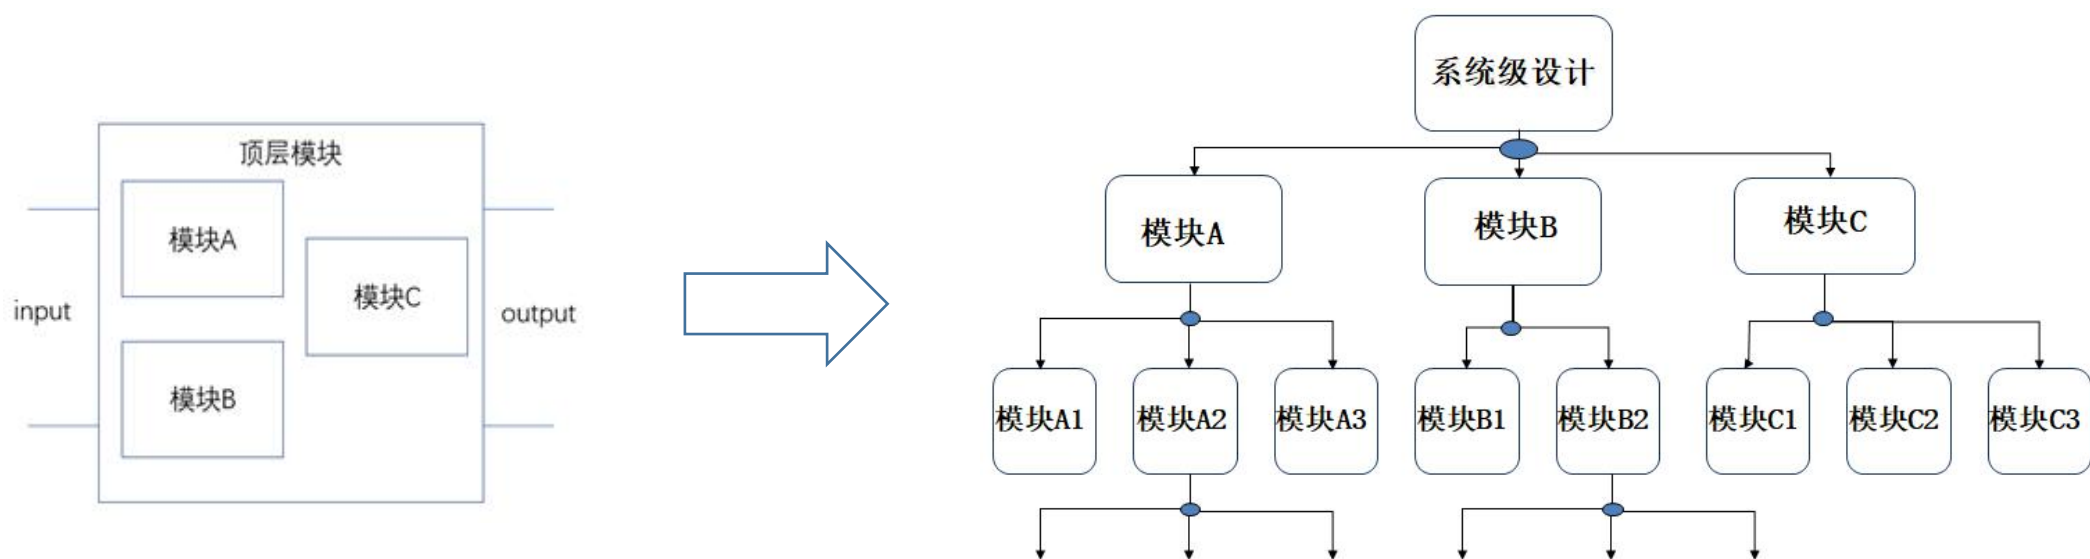 顶层模块
模块A
模块C
模块B
input
output
系统级设计
模块A
模块B
模块C
模块A1
模块A2
模块A3
模块B1
模块B2
模块C1
模块C2
模块C3